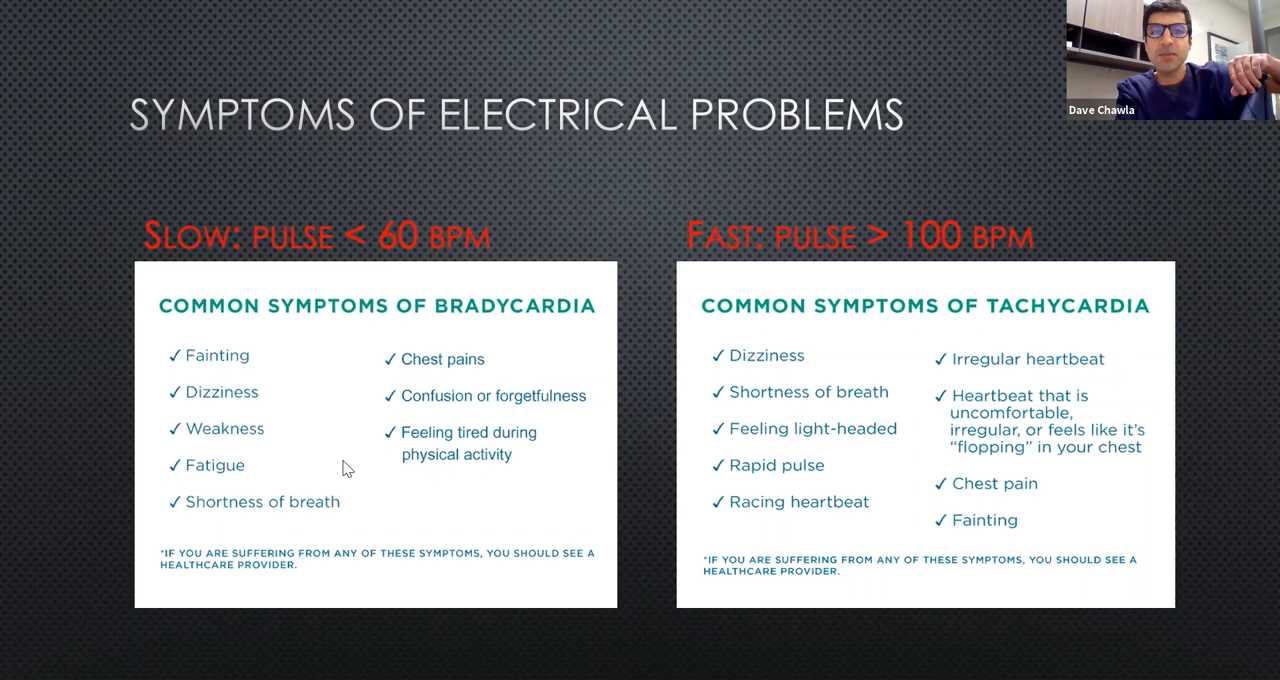 SYMPTOMS OF ELECTRICAL PROBLEMS
Dave Chawla
SLOW: PULSE < 60 BPM
COMMON SYMPTOMS OF BRADYCARDIA
✓ Fainting
✓ Dizziness
✓ Weakness
✓ Fatigue
✓ Shortness of breath
✓ Chest pains
✓ Confusion or forgetfulness
✓ Feeling tired during
physical activity
*IF YOU ARE SUFFERING FROM ANY OF THESE SYMPTOMS, YOU SHOULD SEE A
HEALTHCARE PROVIDER.
FAST: PULSE > 100 BPM
COMMON SYMPTOMS OF TACHYCARDIA
✓ Dizziness
✓ Shortness of breath
✓ Feeling light-headed
✓ Rapid pulse
✓ Racing heartbeat
✓ Irregular heartbeat
✓ Heartbeat that is
uncomfortable,
irregular, or feels like it’s
“flopping” in your chest
✓ Chest pain
✓ Fainting
*IF YOU ARE SUFFERING FROM ANY OF THESE SYMPTOMS, YOU SHOULD SEE A
HEALTHCARE PROVIDER.